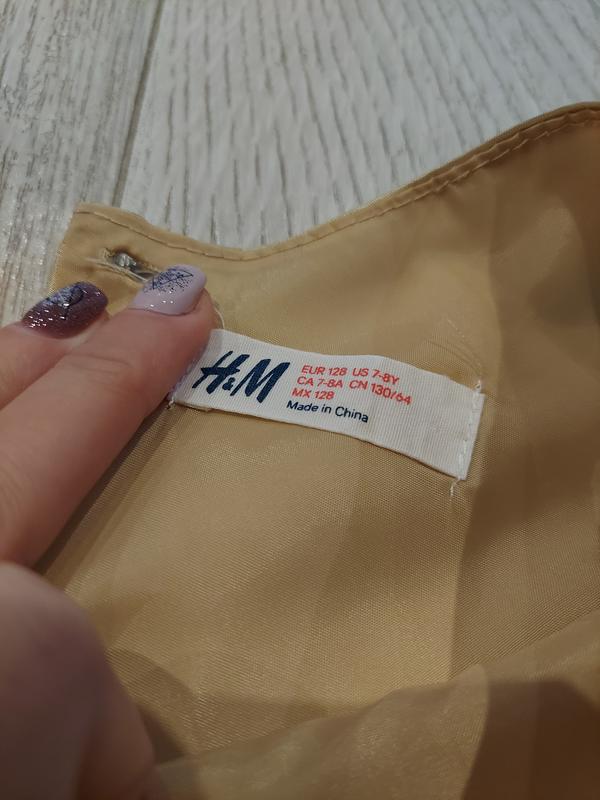 H&M
EUR 128 US 7-8Y
CA 7-8A CN 130/64
MX 128
Made in China